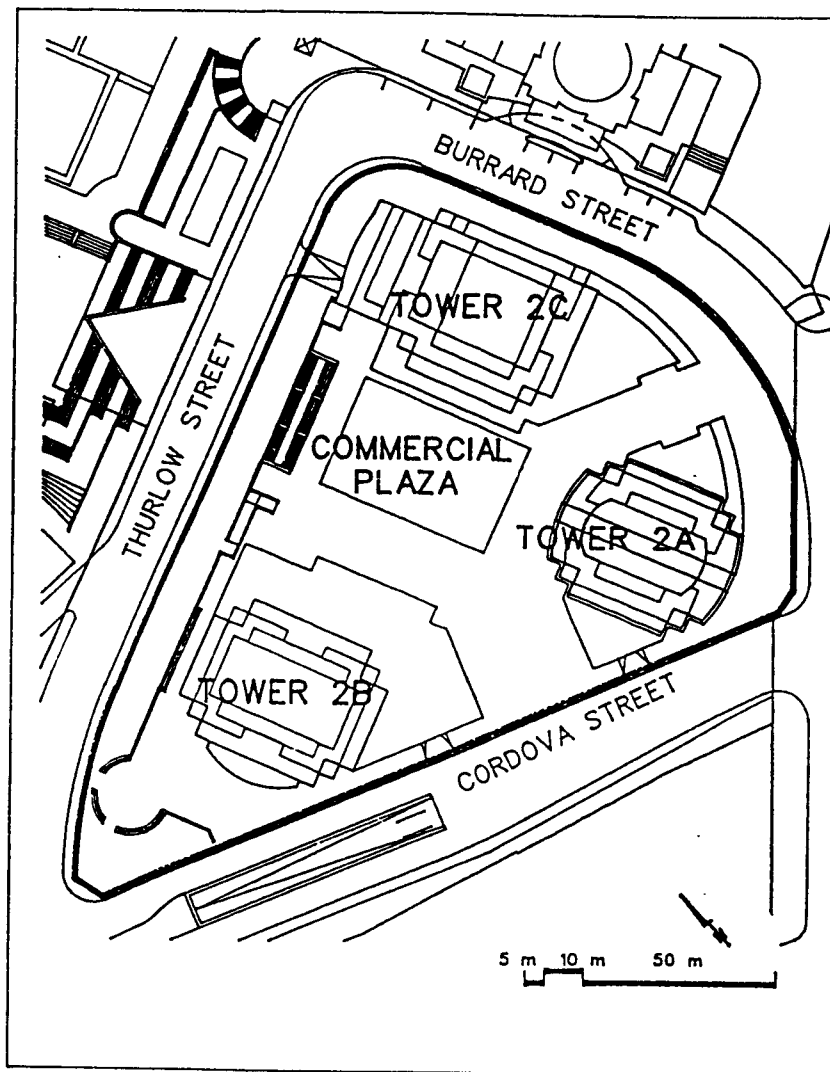 BURRARD STREET
TOWER 2C
THURLOW STREET
COMMERCIAL
PLAZA
TOWER 2A
TOWER 2B
CORDOVA STREET
5 m 10 m 50 m